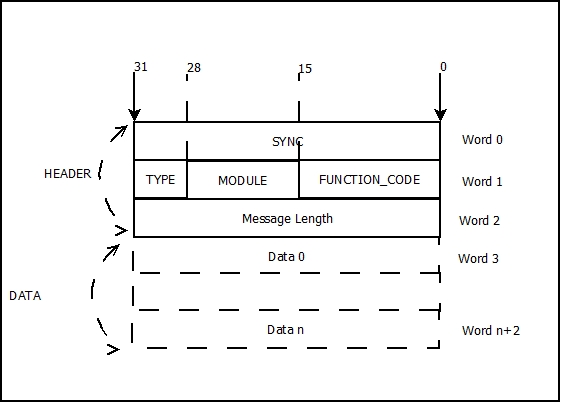 31 28 15 0
SYNC Word 0
HEADER TYPE MODULE FUNCTION_CODE Word 1
Message Length Word 2
Data 0 Word 3
DATA
Data n Word n+2